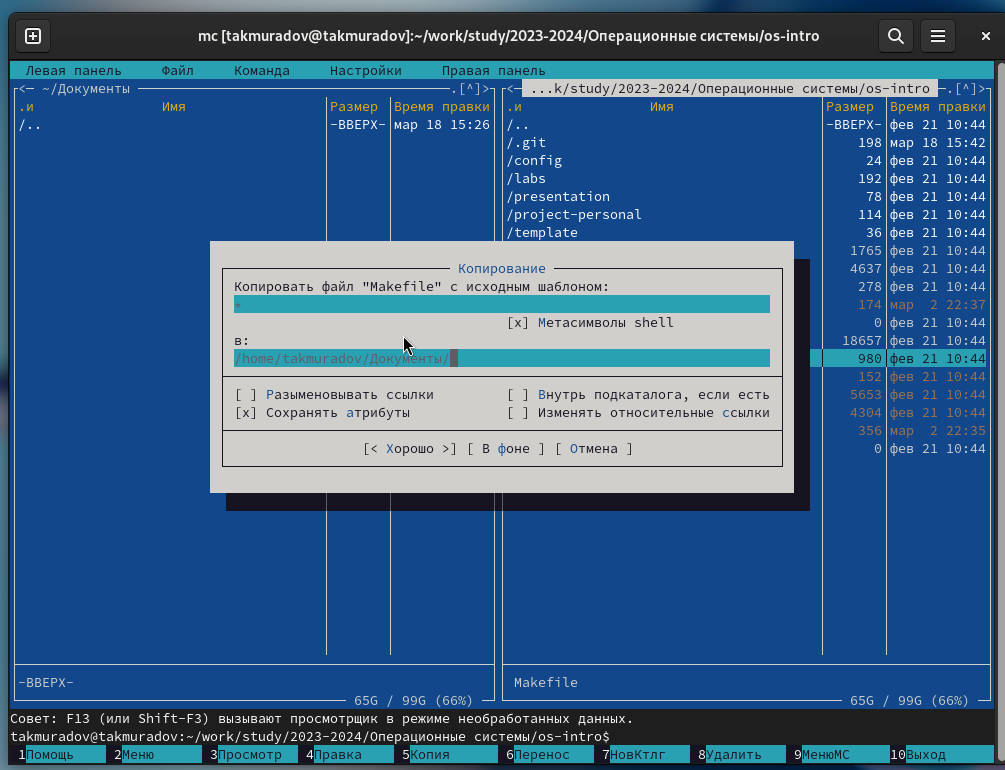 mc [takmuradov@takmuradov]:~/work/study/2023-2024/Операционные системы/os-intro
Левая панель Файл Команда Настройки Правая панель
<─ ~/Документы .[^]> <─ ...k/study/2023-2024/Операционные системы/os-intro .[^]>
.и Имя Размер Время правки .и Имя Размер Время правки
/.. -ВВЕРХ- мар 18 15:26 /.. -ВВЕРХ- фев 21 10:44
/.git 198 мар 18 15:42
/config 24 фев 21 10:44
/labs 192 фев 21 10:44
/presentation 78 фев 21 10:44
/project-personal 114 фев 21 10:44
/template 36 фев 21 10:44
1765 фев 21 10:44
Копирование 4637 фев 21 10:44
Копировать файл "Makefile" с исходным шаблоном: 278 фев 21 10:44
* 174 мар 2 22:37
[x] Метасимволы shell 0 фев 21 10:44
в: 18657 фев 21 10:44
/home/takmuradov/Документы/ 980 фев 21 10:44
152 фев 21 10:44
[ ] Разыменовывать ссылки [ ] Внутрь подкаталога, если есть 5653 фев 21 10:44
[x] Сохранять атрибуты [ ] Изменять относительные ссылки 4304 фев 21 10:44
356 мар 2 22:35
[< Хорошо >] [ В фоне ] [ Отмена ] 0 фев 21 10:44
-ВВЕРХ- Makefile
65G / 99G (66%) 65G / 99G (66%)
Совет: F13 (или Shift-F3) вызывают просмотрщик в режиме необработанных данных.
takmuradov@takmuradov:~/work/study/2023-2024/Операционные системы/os-intro$
1Помощь 2Меню 3Просмотр 4Правка 5Копия 6Перенос 7НовКтлг 8Удалить 9МенюМС 10Выход